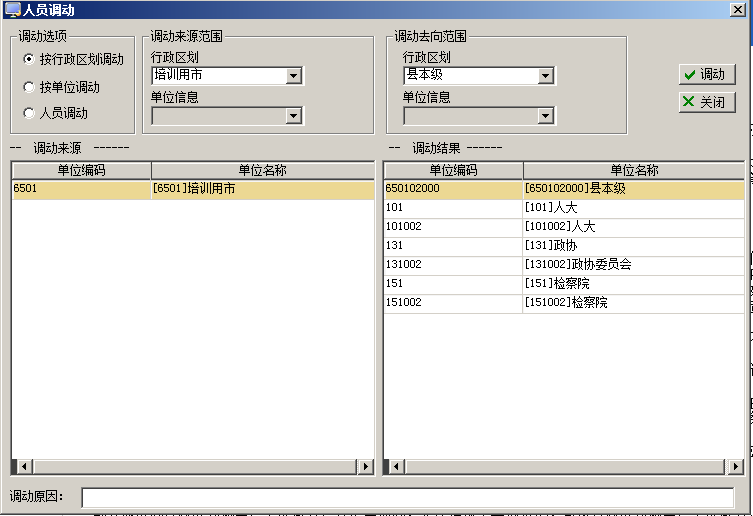 人员调动
调动选项
按行政区划调动
按单位调动
人员调动
调动来源范围
行政区划
培训用市
单位信息
调动去向范围
行政区划
县本级
单位信息
调动
关闭
-- 调动来源 ------
单位编码 单位名称
6501 [6501]培训用市
-- 调动结果 ------
单位编码 单位名称
650102000 [650102000]县本级
101 [101]人大
101002 [101002]人大
131 [131]政协
131002 [131002]政协委员会
151 [151]检察院
151002 [151002]检察院
调动原因：